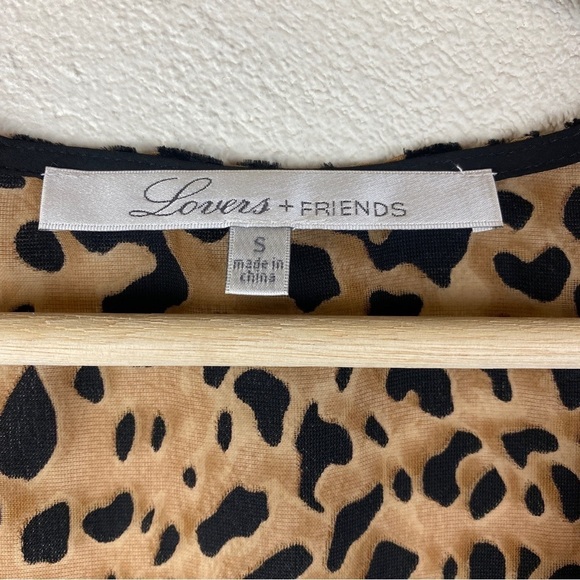 Lovers + FRIENDS
S
made in
china